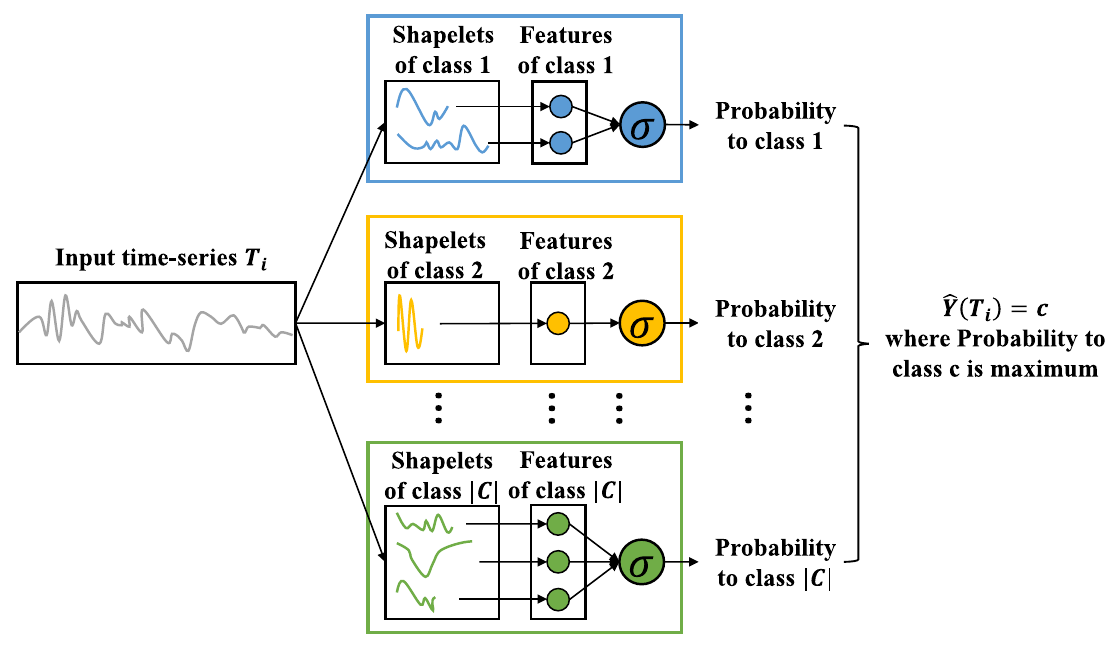 Shapelets
of class 1
Features
of class 1
σ
Probability
to class 1
Input time-series T_i
Shapelets
of class 2
Features
of class 2
σ
Probability
to class 2
Ŷ(T_i) = c
where Probability to
class c is maximum
Shapelets
of class |C|
Features
of class |C|
σ
Probability
to class |C|